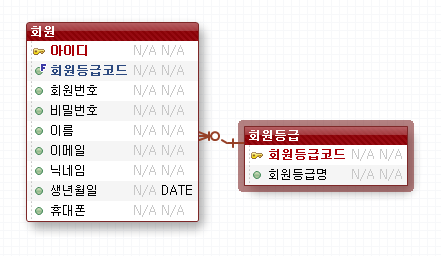 회원
아이디 N/A N/A
회원등급코드 N/A N/A
회원번호 N/A N/A
비밀번호 N/A N/A
이름 N/A N/A
이메일 N/A N/A
닉네임 N/A N/A
생년월일 N/A DATE
휴대폰 N/A N/A
회원등급
회원등급코드 N/A N/A
회원등급명 N/A N/A